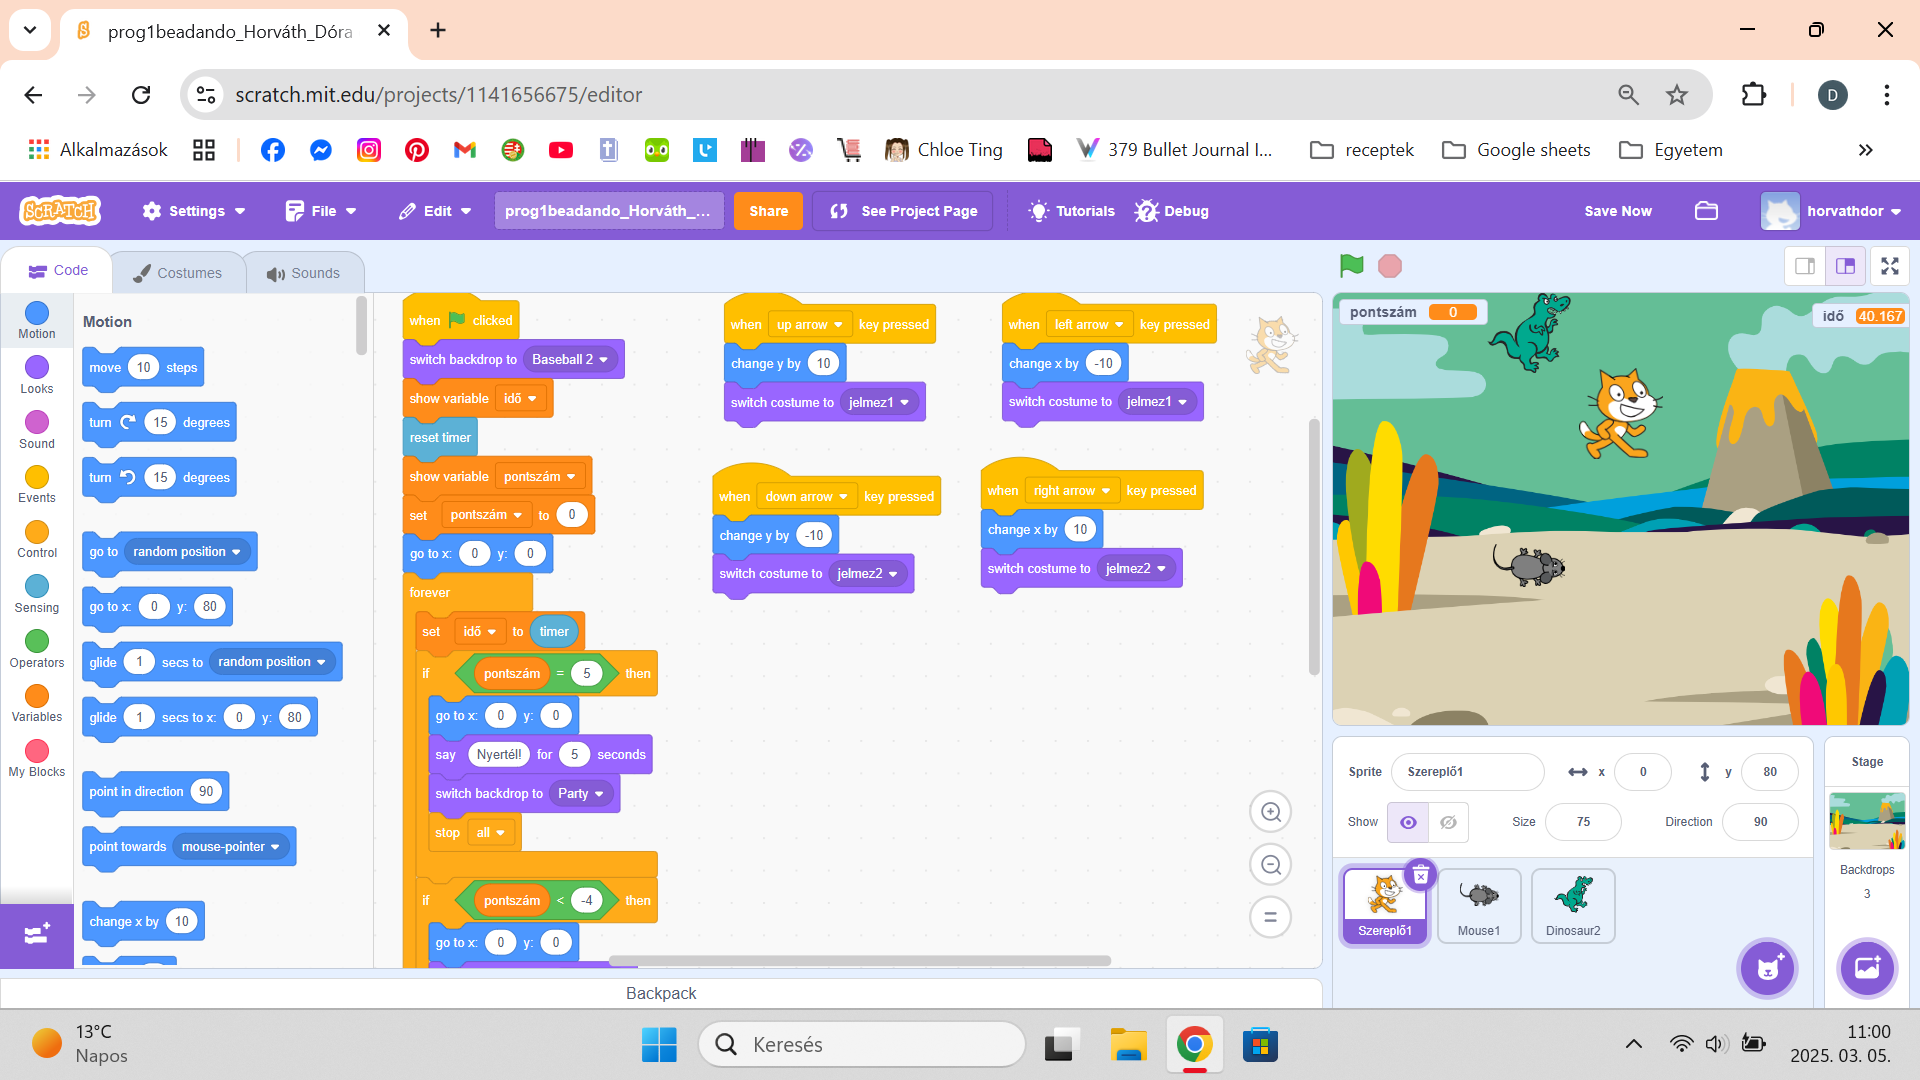 prog1beadando_Horváth_Dóra
scratch.mit.edu/projects/1141656675/editor
D
Alkalmazások
Chloe Ting
379 Bullet Journal I...
receptek
Google sheets
Egyetem
SCRATCH
Settings
File
Edit
prog1beadando_Horváth_...
Share
See Project Page
Tutorials
Debug
Save Now
horvathdor
Code
Costumes
Sounds
Motion
Looks
Sound
Events
Control
Sensing
Operators
Variables
My Blocks
Motion
move 10 steps
turn 15 degrees
turn 15 degrees
go to random position
go to x: 0 y: 80
glide 1 secs to random position
glide 1 secs to x: 0 y: 80
point in direction 90
point towards mouse-pointer
change x by 10
when clicked
switch backdrop to Baseball 2
show variable idő
reset timer
show variable pontszám
set pontszám to 0
go to x: 0 y: 0
forever
set idő to timer
if pontszám = 5 then
go to x: 0 y: 0
say Nyertél! for 5 seconds
switch backdrop to Party
stop all
if pontszám < -4 then
go to x: 0 y: 0
when up arrow key pressed
change y by 10
switch costume to jelmez1
when left arrow key pressed
change x by -10
switch costume to jelmez1
when down arrow key pressed
change y by -10
switch costume to jelmez2
when right arrow key pressed
change x by 10
switch costume to jelmez2
pontszám 0
idő 40.167
Sprite Szereplő1 x 0 y 80
Show Size 75 Direction 90
Szereplő1
Mouse1
Dinosaur2
Stage
Backdrops
3
Backpack
13°C
Napos
Keresés
11:00
2025. 03. 05.